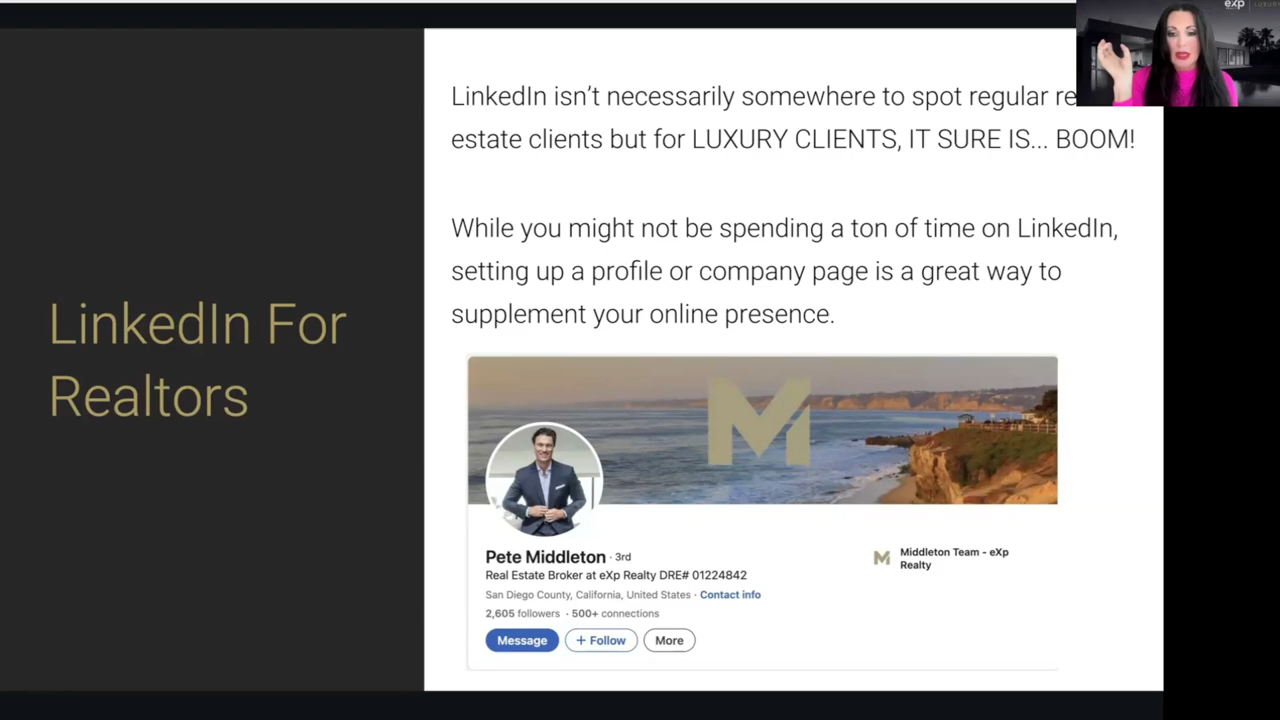 eXp
LinkedIn isn't necessarily somewhere to spot regular re
estate clients but for LUXURY CLIENTS, IT SURE IS... BOOM!
While you might not be spending a ton of time on LinkedIn,
setting up a profile or company page is a great way to
supplement your online presence.
LinkedIn For
Realtors
M
Pete Middleton · 3rd
Real Estate Broker at eXp Realty DRE# 01224842
San Diego County, California, United States · Contact info
2,605 followers · 500+ connections
Message
+ Follow
More
M
Middleton Team - eXp
Realty